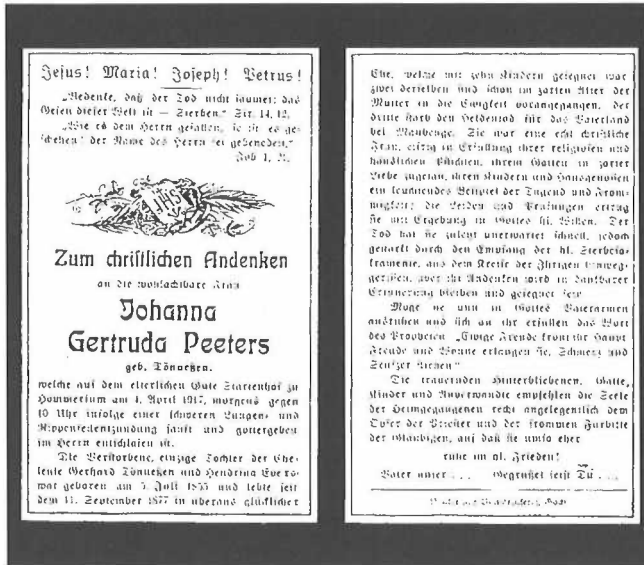 Jesus! Maria! Joseph! Petrus!
„Bedenke, daß der Tod nicht säumet; das
Gesetz dieser Welt ist — Sterben.“ Sir. 14, 12.
„Wie es dem Herrn gefallen, so ist es ge-
schehen: der Name des Herrn sei gebenedeit.“
Job 1, 21.
IHS
Zum christlichen Andenken
an die wohlachtbare Frau
Johanna
Gertruda Peeters
geb. Tönneßen,
welche auf dem elterlichen Gute Starienhof zu
Hommersum am 4. April 1917, morgens gegen
10 Uhr infolge einer schweren Lungen- und
Rippenfellentzündung sanft und gottergeben
im Herrn entschlafen ist.
Die Verstorbene, einzige Tochter der Ehe-
leute Gerhard Tönneßen und Hendrina Evers
war geboren am 5. Juli 1855 und lebte seit
dem 11. September 1877 in überaus glücklicher
Ehe, welche mit zehn Kindern gesegnet war
zwei derselben sind schon im zarten Alter der
Mutter in die Ewigkeit vorangegangen, der
dritte starb den Heldentod für das Vaterland
bei Maubeuge. Sie war eine echt christliche
Frau, eifrig in Erfüllung ihrer religiösen und
häuslichen Pflichten, ihrem Gatten in zarter
Liebe zugetan, ihren Kindern und Hausgenossen
ein leuchtendes Beispiel der Tugend und Fröm-
migkeit; die Leiden und Prüfungen ertrug
sie mit Ergebung in Gottes hl. Willen. Der
Tod hat sie zuletzt unerwartet schnell, jedoch
gestärkt durch den Empfang der hl. Sterbesa-
kramente, aus dem Kreise der Ihrigen hinweg-
gerissen, aber ihr Andenken wird in dankbarer
Erinnerung bleiben und gesegnet sein.
Möge sie nun in Gottes Vaterarmen
ausruhen und sich an ihr erfüllen das Wort
des Propheten „Ewige Freude krönt ihr Haupt
Freude und Wonne erlangen sie, Schmerz und
Seufzer fliehen“
Die trauernden Hinterbliebenen, Gatte,
Kinder und Anverwandte empfehlen die Seele
der Heimgegangenen recht angelegentlich dem
Opfer der Priester und der frommen Fürbitte
der Gläubigen, auf daß sie umso eher
ruhe im hl. Frieden!
Vater unser . . . Gegrüßet seist Du . . .